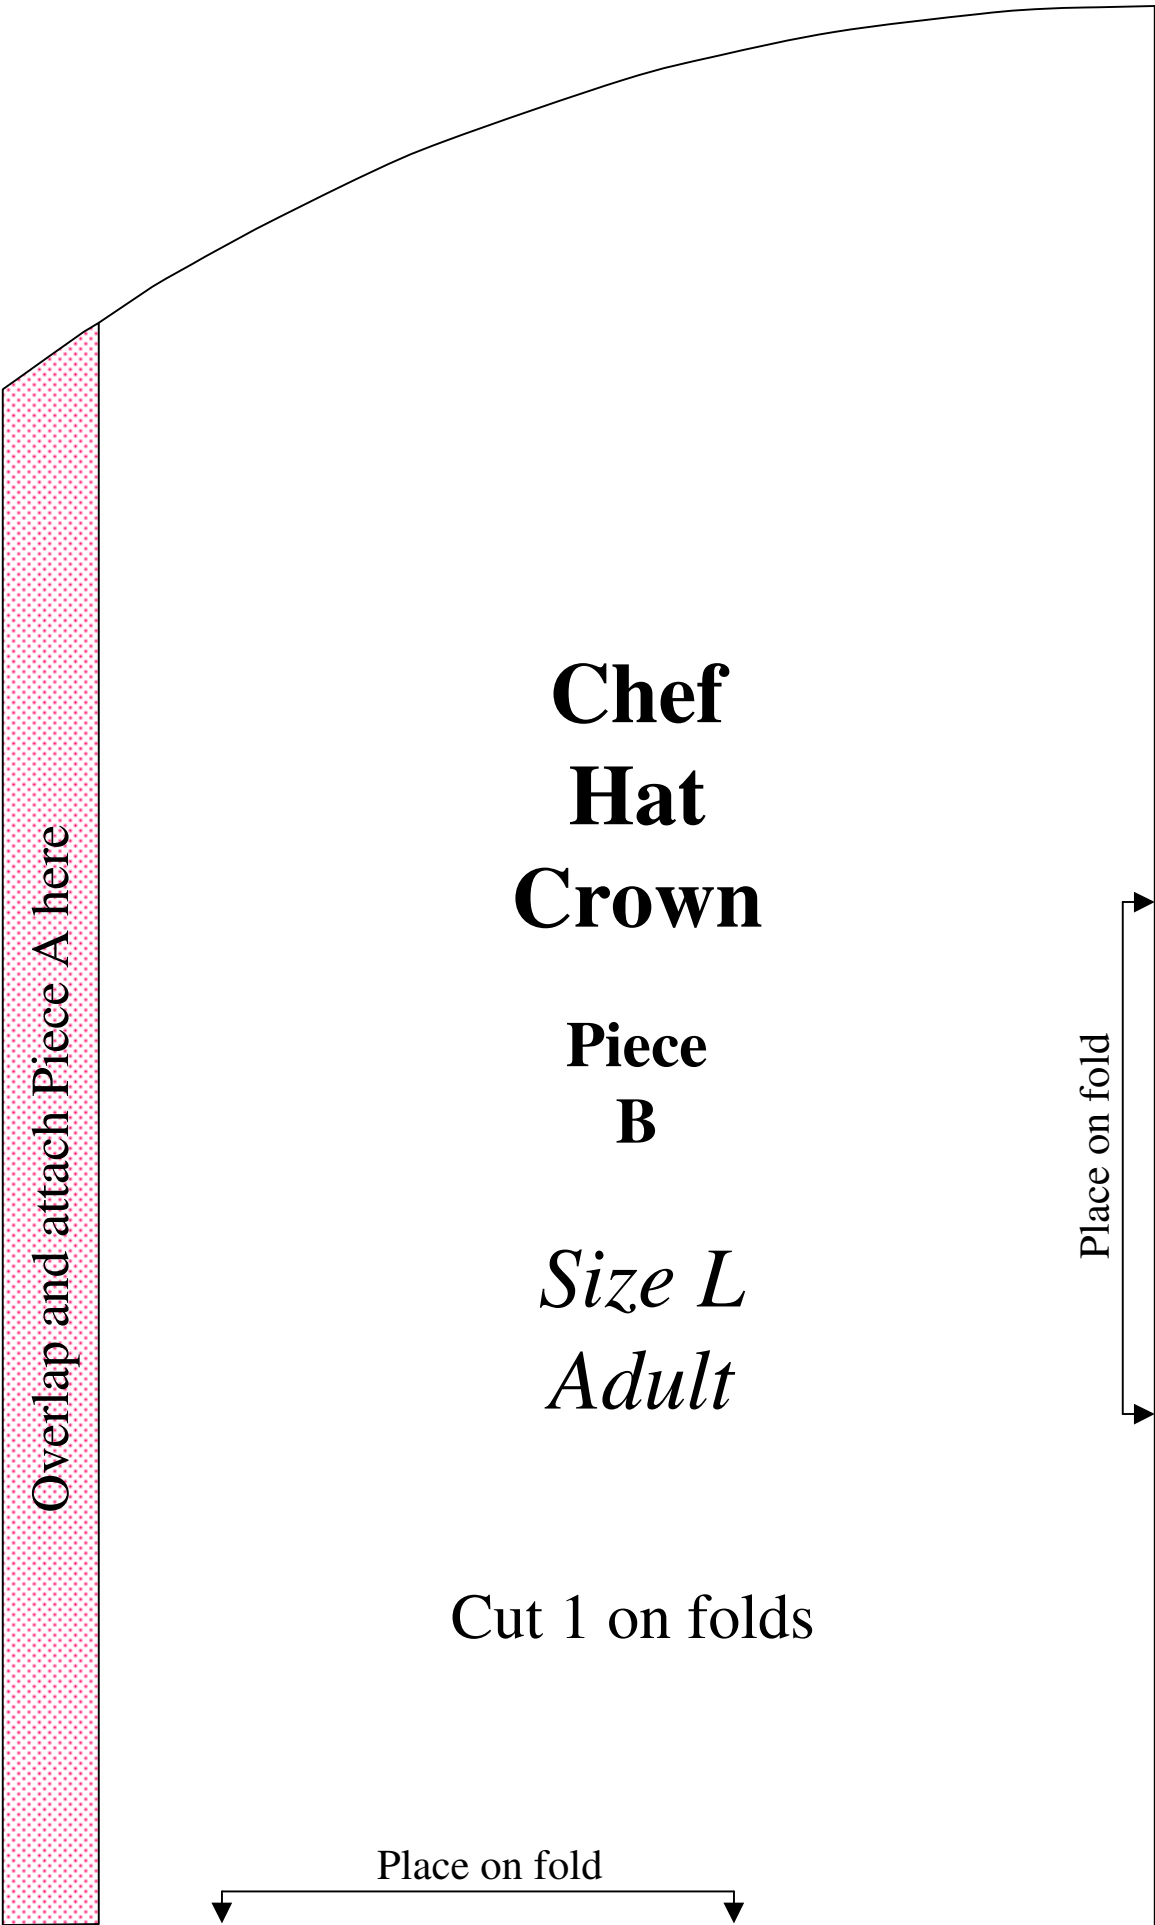 Chef
Hat
Crown
Piece
B
Size L
Adult
Cut 1 on folds
Place on fold
Place on fold
Overlap and attach Piece A here